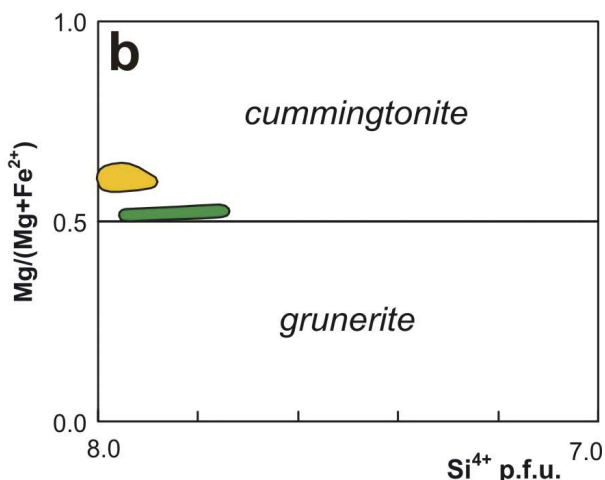 1.0
b
cummingtonite
Mg/(Mg+Fe²⁺)
0.5
grunerite
0.0
8.0
7.0
Si⁴⁺ p.f.u.